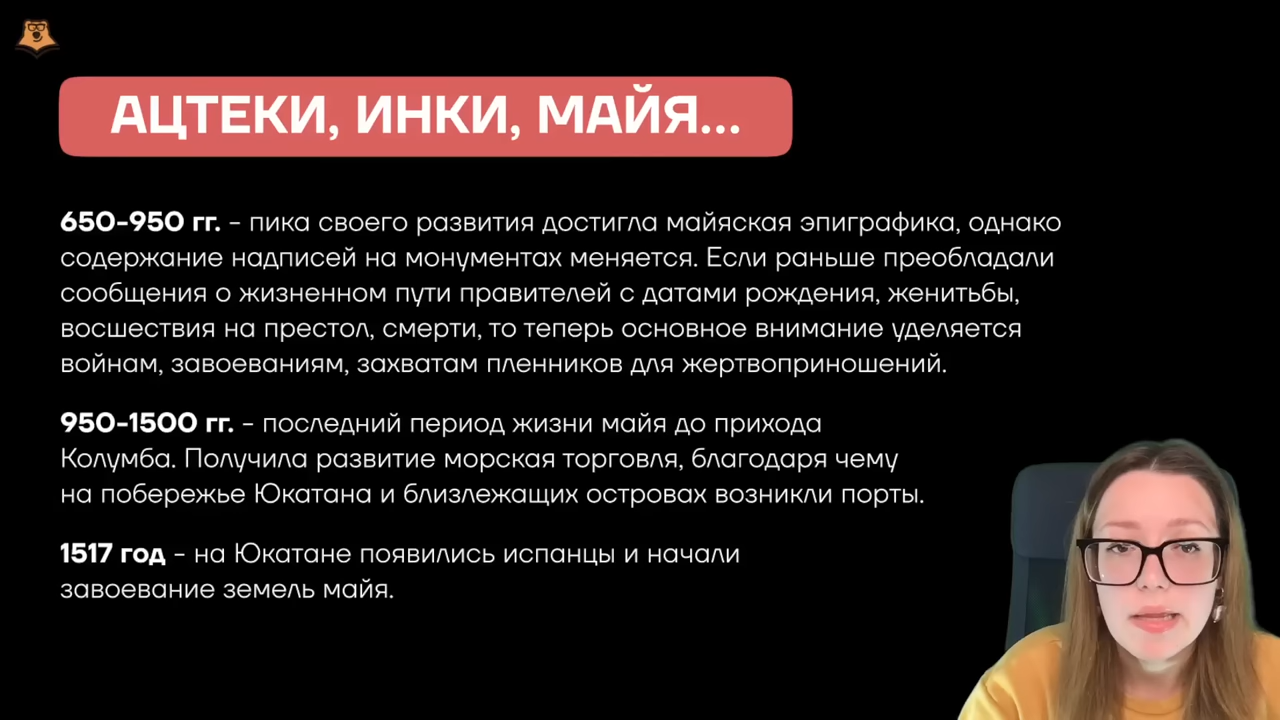 АЦТЕКИ, ИНКИ, МАЙЯ...
650-950 гг. - пика своего развития достигла майяская эпиграфика, однако
содержание надписей на монументах меняется. Если раньше преобладали
сообщения о жизненном пути правителей с датами рождения, женитьбы,
восшествия на престол, смерти, то теперь основное внимание уделяется
войнам, завоеваниям, захватам пленников для жертвоприношений.
950-1500 гг. - последний период жизни майя до прихода
Колумба. Получила развитие морская торговля, благодаря чему
на побережье Юкатана и близлежащих островах возникли порты.
1517 год - на Юкатане появились испанцы и начали
завоевание земель майя.